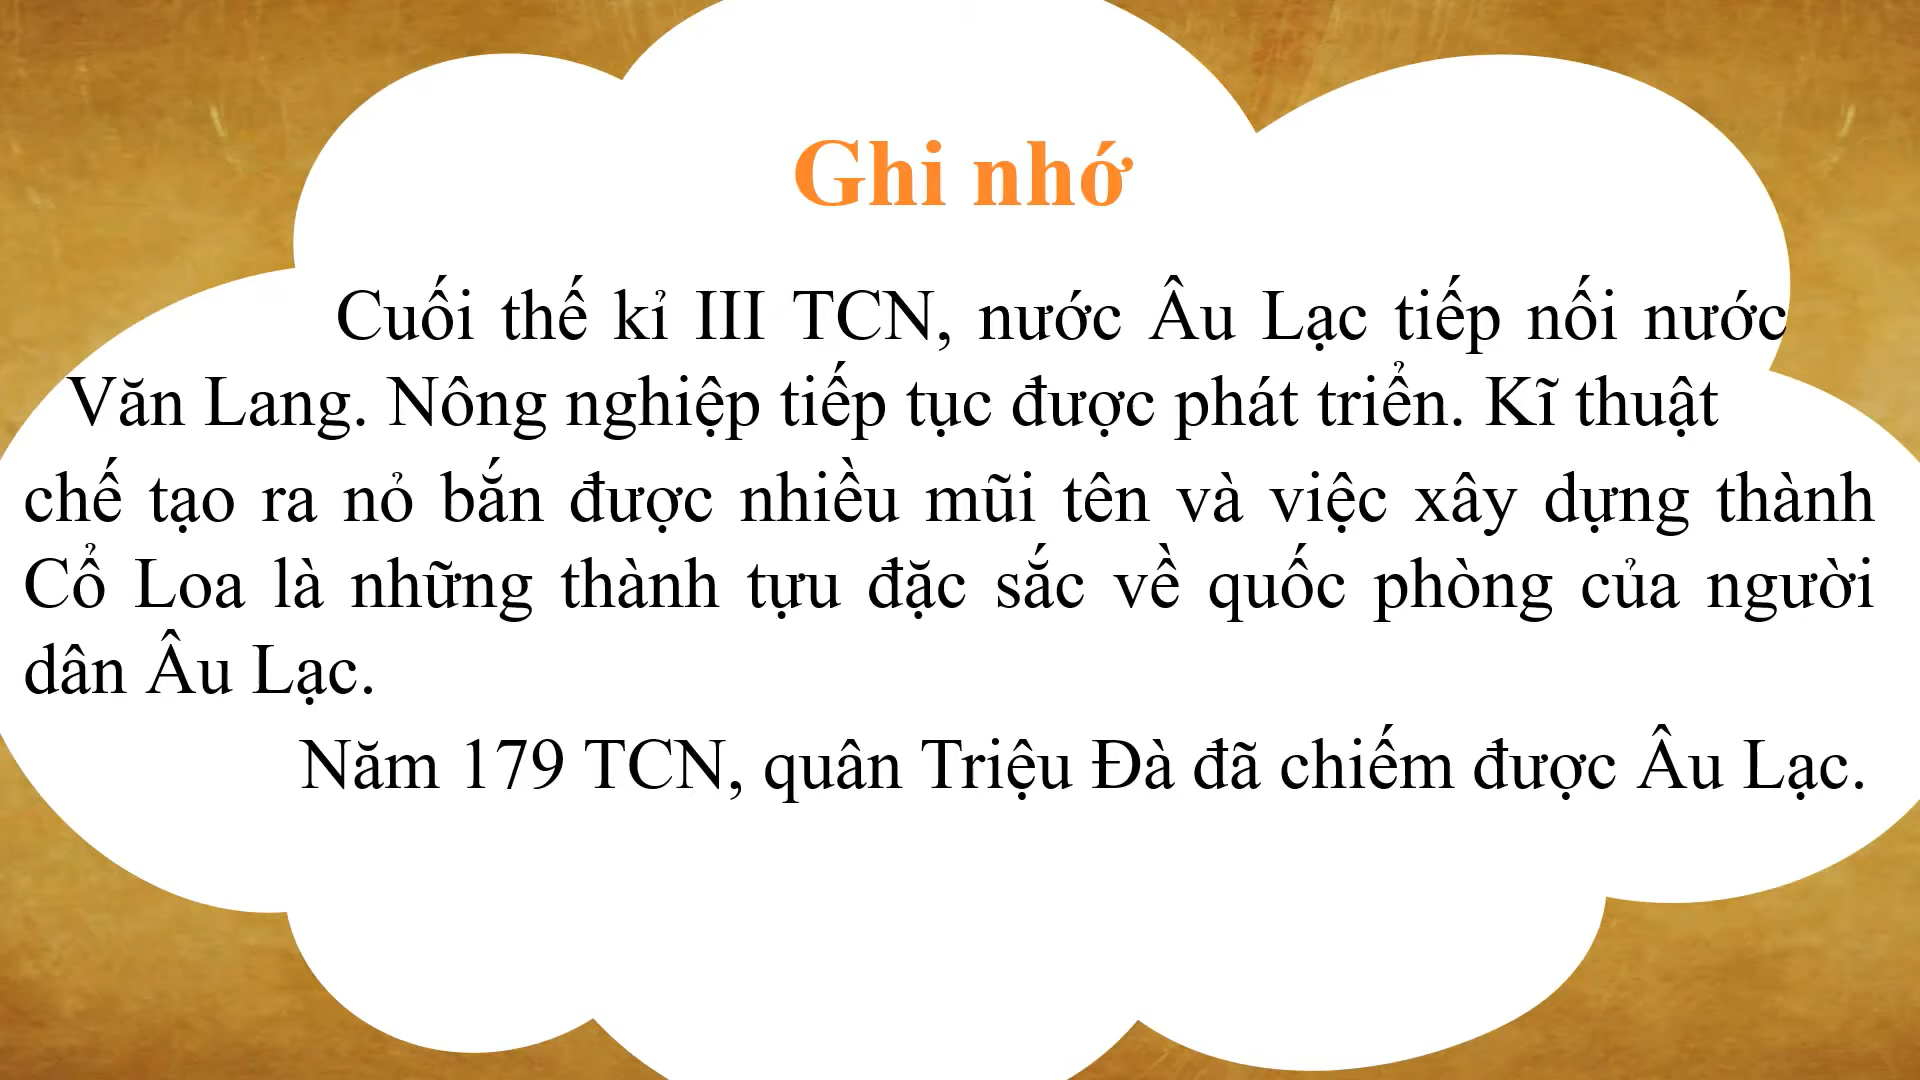 Ghi nhớ
Cuối thế kỉ III TCN, nước Âu Lạc tiếp nối nước
Văn Lang. Nông nghiệp tiếp tục được phát triển. Kĩ thuật
chế tạo ra nỏ bắn được nhiều mũi tên và việc xây dựng thành
Cổ Loa là những thành tựu đặc sắc về quốc phòng của người
dân Âu Lạc.
Năm 179 TCN, quân Triệu Đà đã chiếm được Âu Lạc.